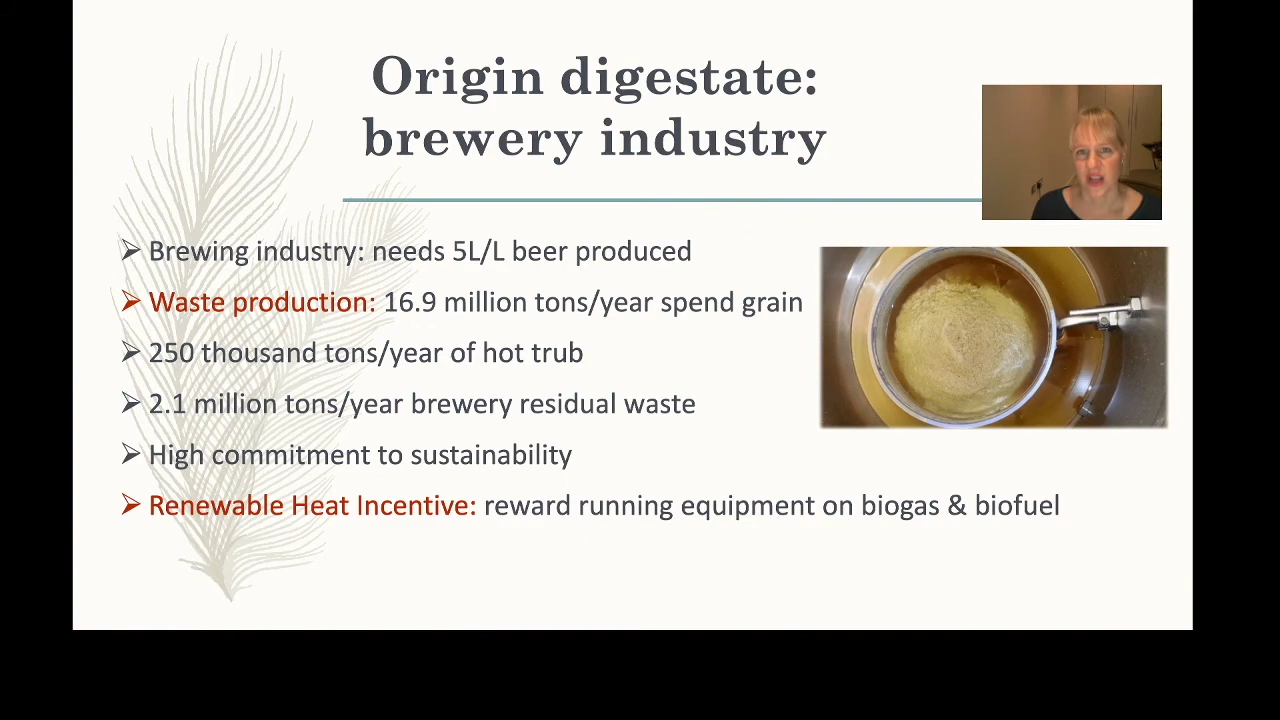 Origin digestate:
brewery industry
Brewing industry: needs 5L/L beer produced
Waste production: 16.9 million tons/year spend grain
250 thousand tons/year of hot trub
2.1 million tons/year brewery residual waste
High commitment to sustainability
Renewable Heat Incentive: reward running equipment on biogas & biofuel